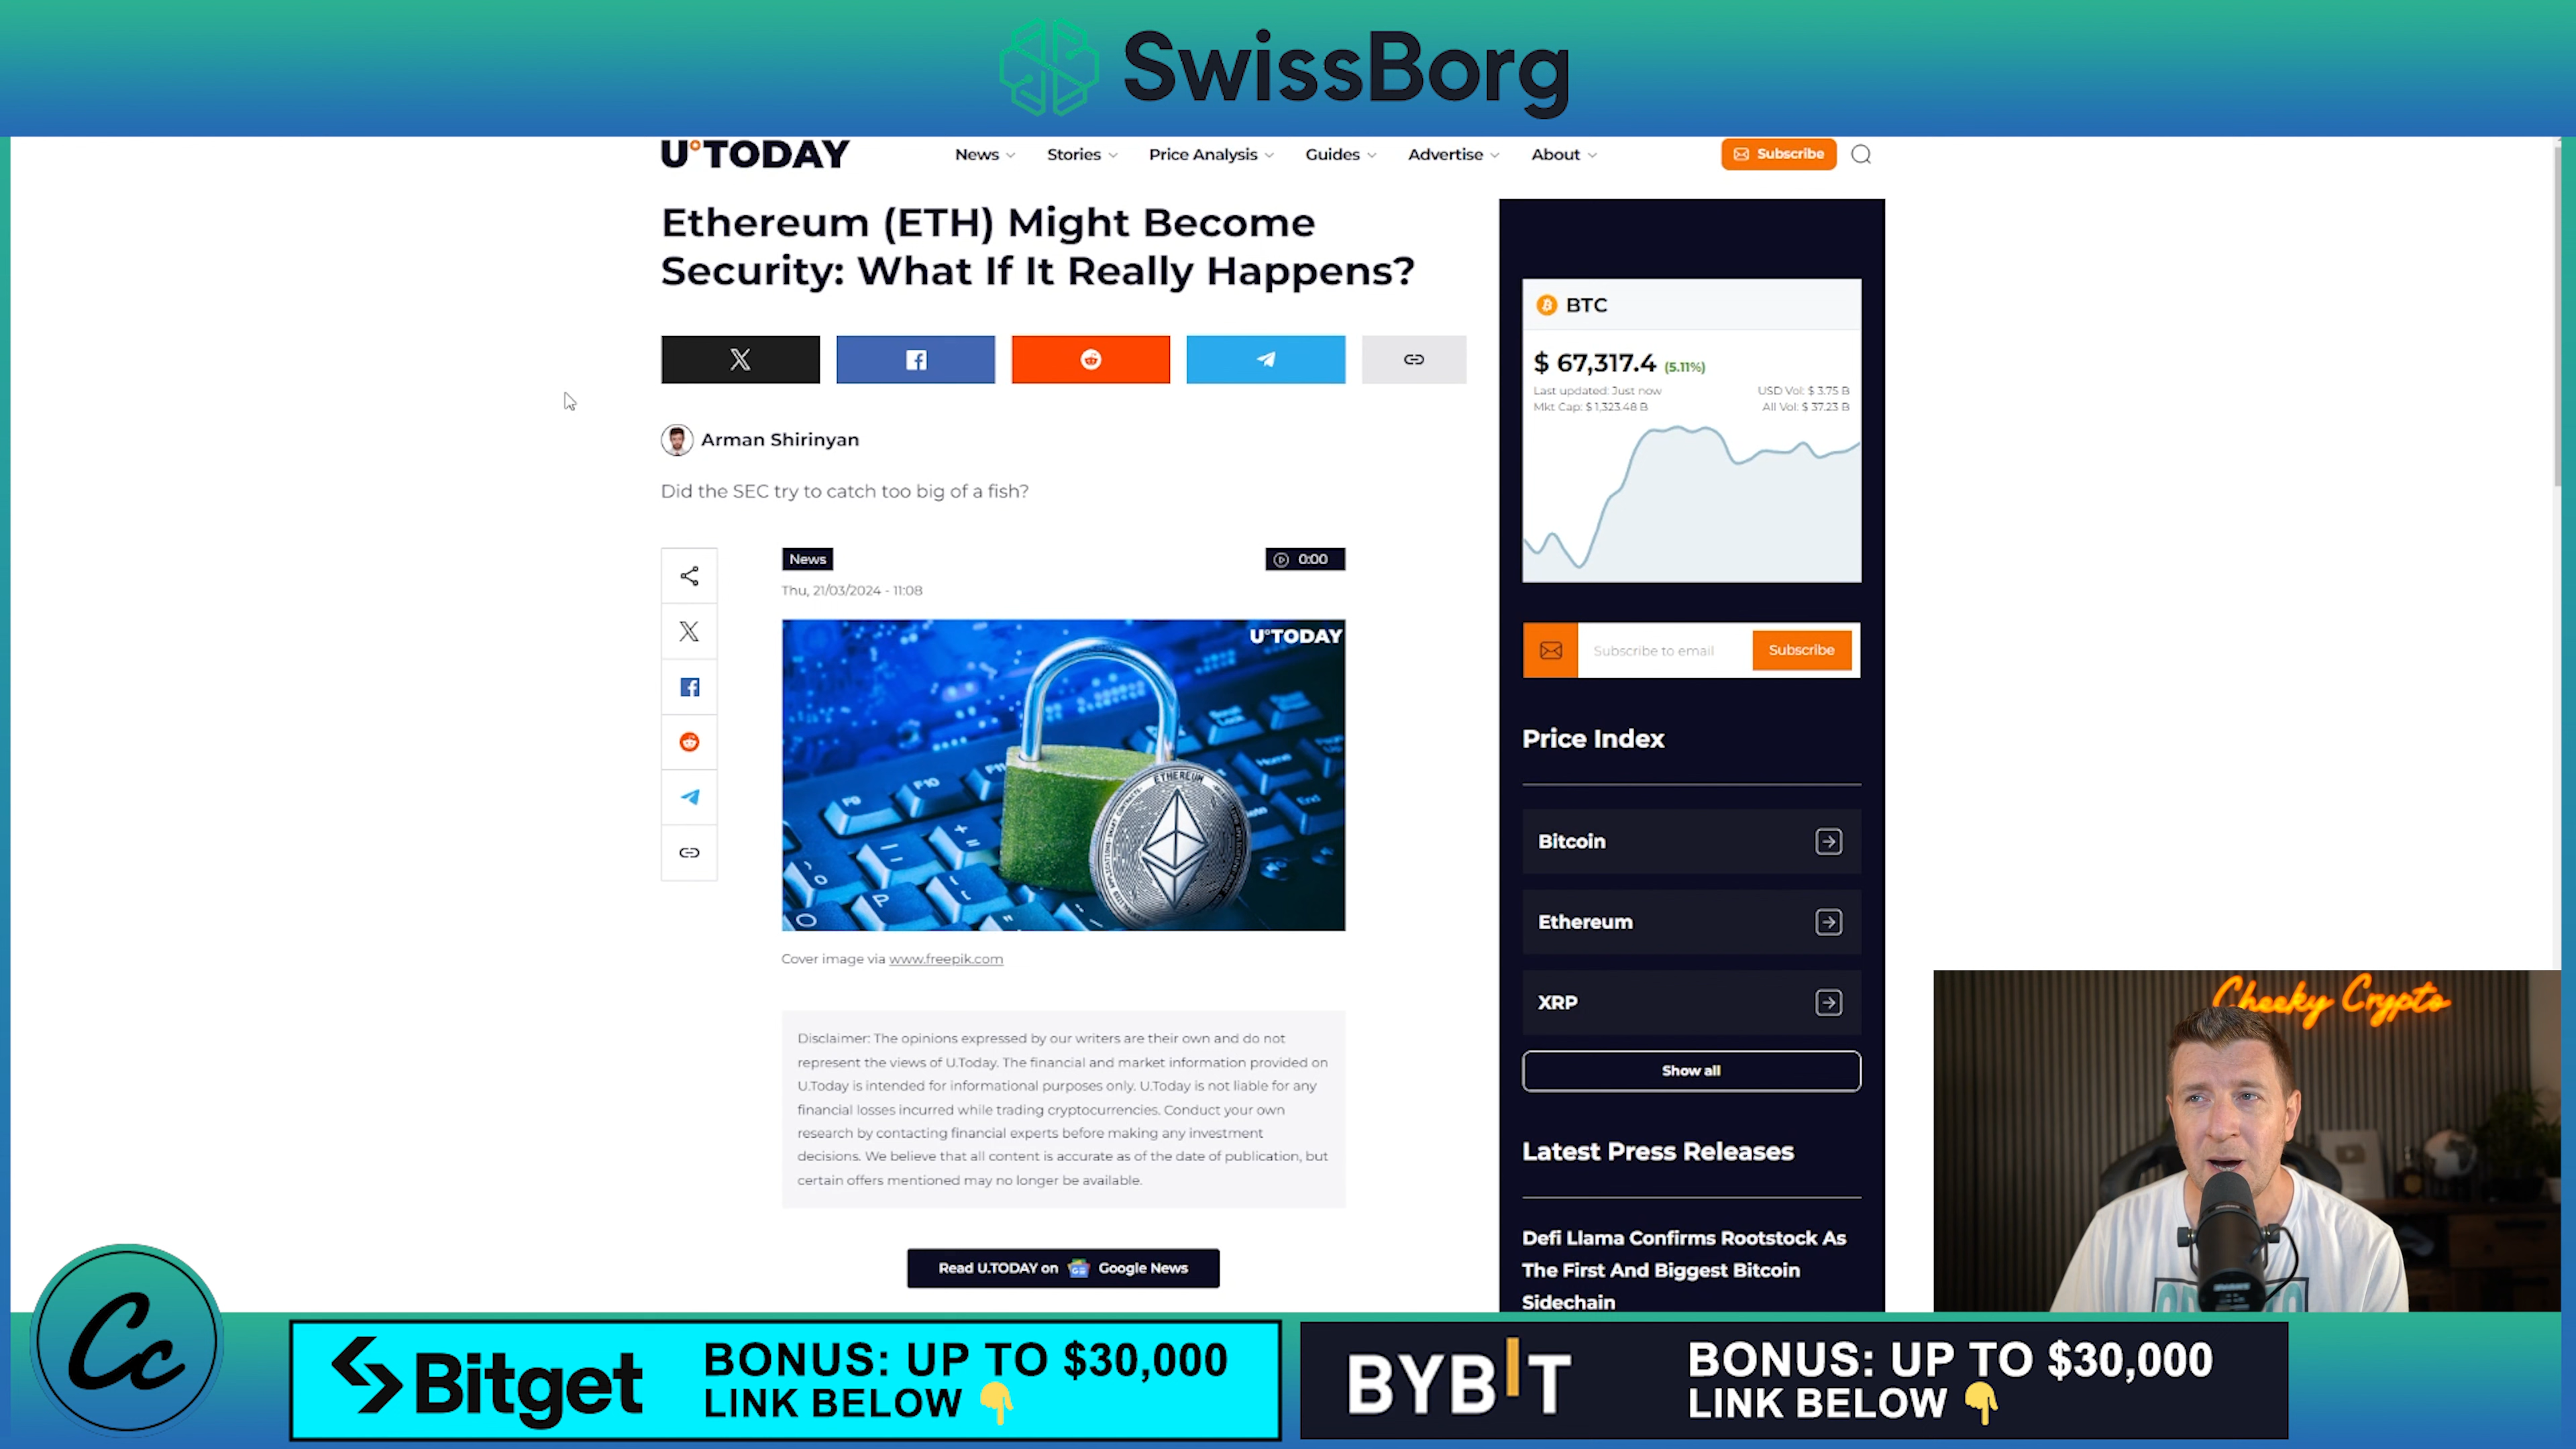 SwissBorg
U°TODAY
News
Stories
Price Analysis
Guides
Advertise
About
Subscribe
Ethereum (ETH) Might Become
Security: What If It Really Happens?
Arman Shirinyan
Did the SEC try to catch too big of a fish?
News
0:00
Thu, 21/03/2024 - 11:08
U°TODAY
ETHEREUM
Cover image via www.freepik.com
Disclaimer: The opinions expressed by our writers are their own and do not
represent the views of U.Today. The financial and market information provided on
U.Today is intended for informational purposes only. U.Today is not liable for any
financial losses incurred while trading cryptocurrencies. Conduct your own
research by contacting financial experts before making any investment
decisions. We believe that all content is accurate as of the date of publication, but
certain offers mentioned may no longer be available.
Read U.TODAY on Google News
BTC
$ 67,317.4 (5.11%)
Last updated: Just now
USD Vol: $ 3.75 B
Mkt Cap: $ 1,323.48 B
All Vol: $ 37.23 B
Subscribe to email
Subscribe
Price Index
Bitcoin
Ethereum
XRP
Show all
Latest Press Releases
Defi Llama Confirms Rootstock As
The First And Biggest Bitcoin
Sidechain
Cheeky Crypto
Cc
Bitget
BONUS: UP TO $30,000
LINK BELOW 👇
BYBIT
BONUS: UP TO $30,000
LINK BELOW 👇